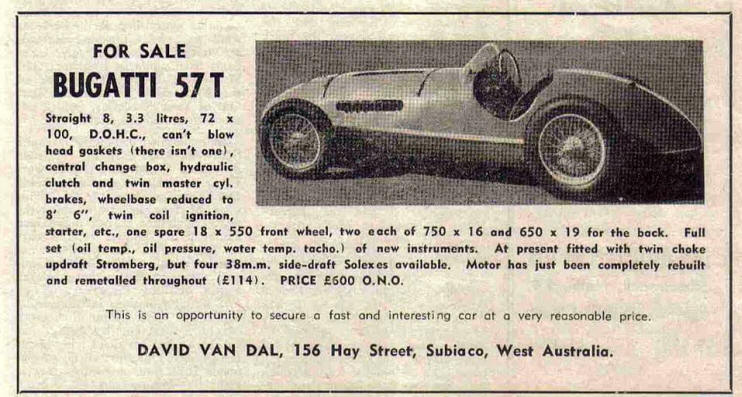 FOR SALE
BUGATTI 57T
Straight 8, 3.3 litres, 72 x
100, D.O.H.C., can't blow
head gaskets (there isn't one),
central change box, hydraulic
clutch and twin master cyl.
brakes, wheelbase reduced to
8' 6", twin coil ignition,
starter, etc., one spare 18 x 550 front wheel, two each of 750 x 16 and 650 x 19 for the back. Full
set (oil temp., oil pressure, water temp. tacho.) of new instruments. At present fitted with twin choke
updraft Stromberg, but four 38m.m. side-draft Solexes available. Motor has just been completely rebuilt
and remetalled throughout (£114). PRICE £600 O.N.O.
This is an opportunity to secure a fast and interesting car at a very reasonable price.
DAVID VAN DAL, 156 Hay Street, Subiaco, West Australia.